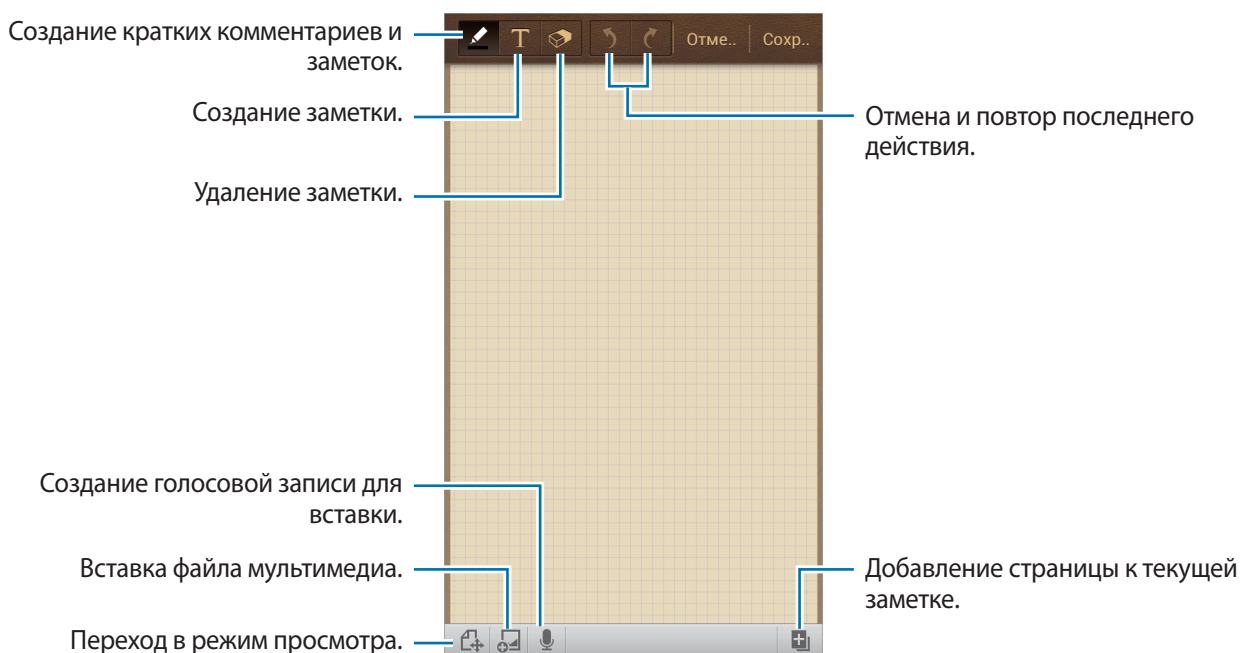 Создание кратких комментариев и
заметок.
T
Отме..
Сохр..
Создание заметки.
Отмена и повтор последнего
действия.
Удаление заметки.
Создание голосовой записи для
вставки.
Вставка файла мультимедиа.
Добавление страницы к текущей
заметке.
Переход в режим просмотра.